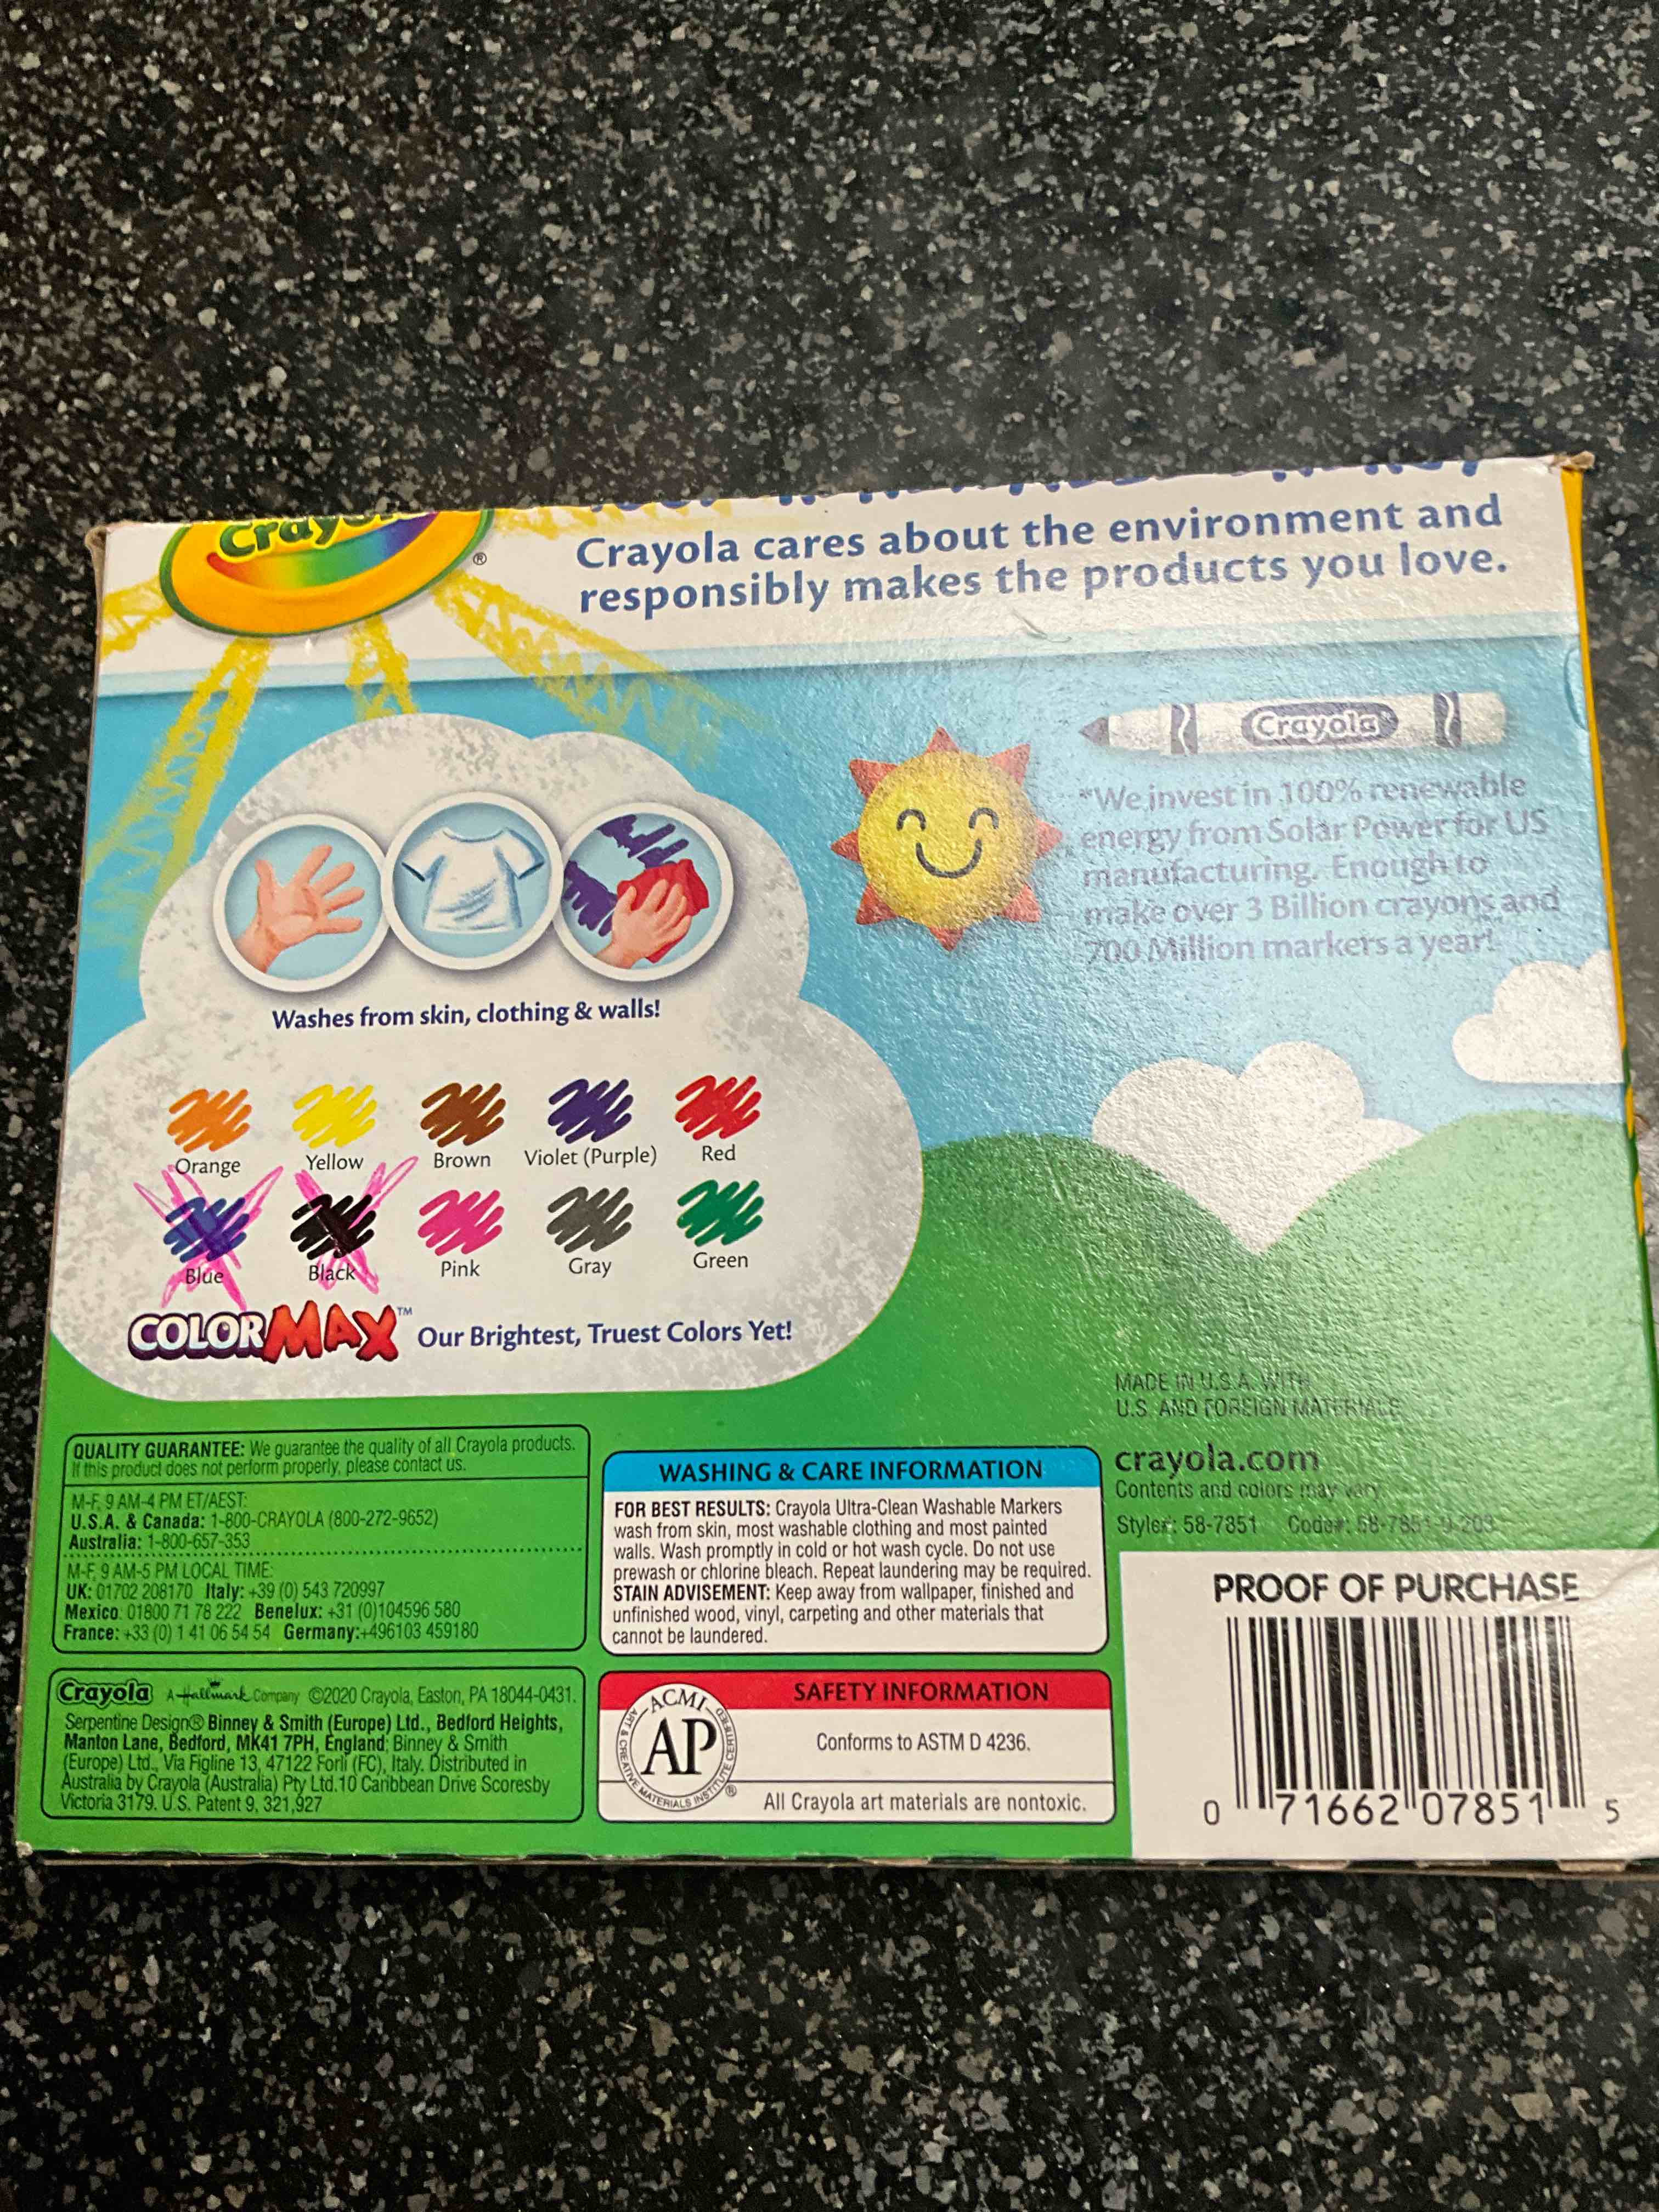 Crayo
®
Crayola cares about the environment and
responsibly makes the products you love.
Crayola
"We invest in 100% renewable
energy from Solar Power for US
manufacturing. Enough to
make over 3 Billion crayons and
700 Million markers a year!
Washes from skin, clothing & walls!
Orange Yellow Brown Violet (Purple) Red
Blue Black Pink Gray Green
COLORMAX™ Our Brightest, Truest Colors Yet!
MADE IN U.S.A. WITH
U.S. AND FOREIGN MATERIALS
crayola.com
Contents and colors may vary
Style#: 58-7851 Code#: 58-7851-0-203
QUALITY GUARANTEE: We guarantee the quality of all Crayola products.
If this product does not perform properly, please contact us.
M-F, 9 AM-4 PM ET/AEST:
U.S.A. & Canada: 1-800-CRAYOLA (800-272-9652)
Australia: 1-800-657-353
M-F, 9 AM-5 PM LOCAL TIME:
UK: 01702 208170 Italy: +39 (0) 543 720997
Mexico: 01800 71 78 222 Benelux: +31 (0)104596 580
France: +33 (0) 1 41 06 54 54 Germany:+496103 459180
Crayola A Hallmark Company ©2020 Crayola, Easton, PA 18044-0431.
Serpentine Design® Binney & Smith (Europe) Ltd., Bedford Heights,
Manton Lane, Bedford, MK41 7PH, England; Binney & Smith
(Europe) Ltd., Via Figline 13, 47122 Forlì (FC), Italy. Distributed in
Australia by Crayola (Australia) Pty Ltd.10 Caribbean Drive Scoresby
Victoria 3179. U.S. Patent 9, 321,927
WASHING & CARE INFORMATION
FOR BEST RESULTS: Crayola Ultra-Clean Washable Markers
wash from skin, most washable clothing and most painted
walls. Wash promptly in cold or hot wash cycle. Do not use
prewash or chlorine bleach. Repeat laundering may be required.
STAIN ADVISEMENT: Keep away from wallpaper, finished and
unfinished wood, vinyl, carpeting and other materials that
cannot be laundered.
SAFETY INFORMATION
ACMI
AP
ART & CREATIVE MATERIALS INSTITUTE CERTIFIED
®
Conforms to ASTM D 4236.
All Crayola art materials are nontoxic.
PROOF OF PURCHASE
0 71662 07851 5